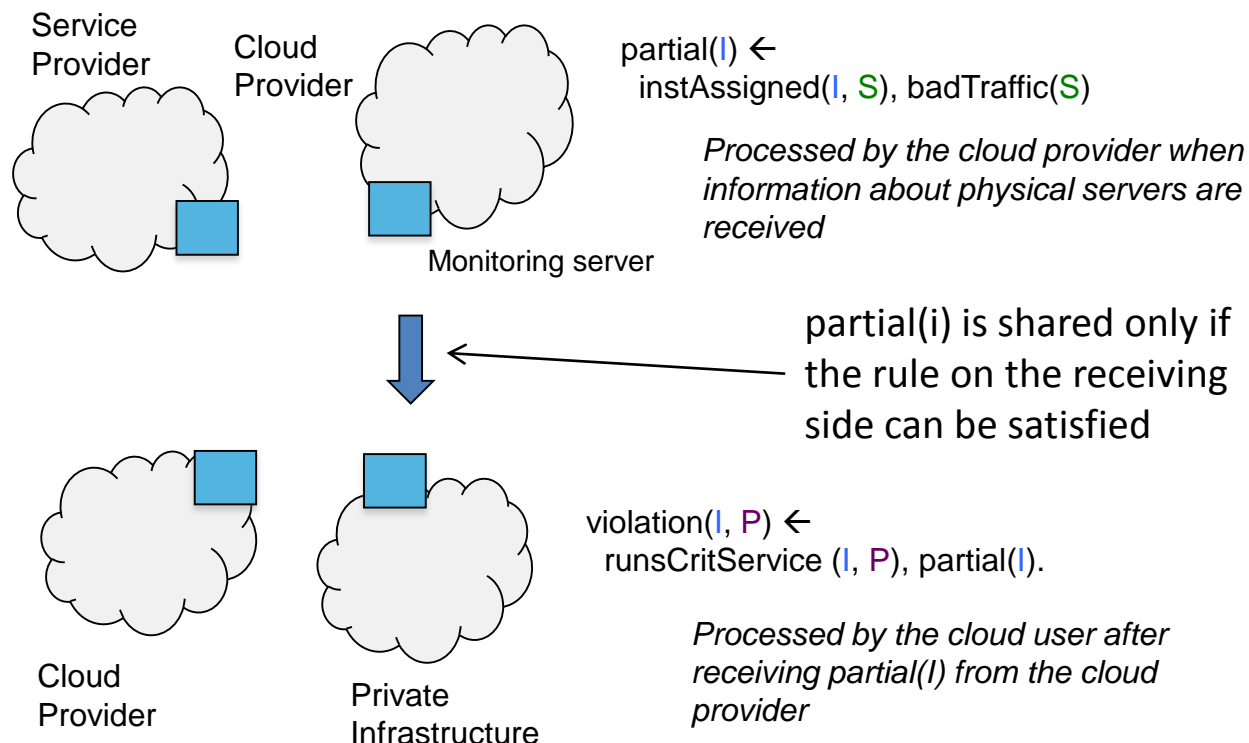 Service
Provider
Cloud
Provider
partial(I) ←
instAssigned(I, S), badTraffic(S)
Processed by the cloud provider when
information about physical servers are
received
Monitoring server
partial(i) is shared only if
the rule on the receiving
side can be satisfied
violation(I, P) ←
runsCritService (I, P), partial(I).
Processed by the cloud user after
receiving partial(I) from the cloud
provider
Cloud
Provider
Private
Infrastructure